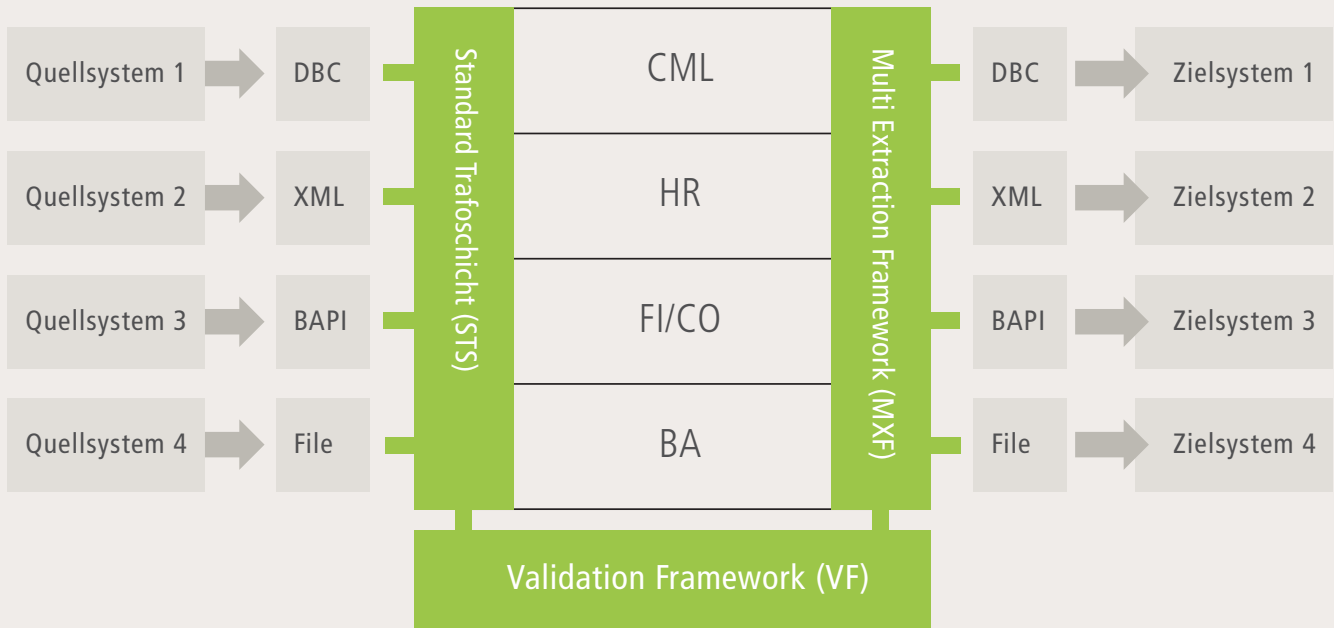 Quellsystem 1
DBC
Quellsystem 2
XML
Quellsystem 3
BAPI
Quellsystem 4
File
Standard Trafoschicht (STS)
CML
HR
FI/CO
BA
Multi Extraction Framework (MXF)
DBC
Zielsystem 1
XML
Zielsystem 2
BAPI
Zielsystem 3
File
Zielsystem 4
Validation Framework (VF)